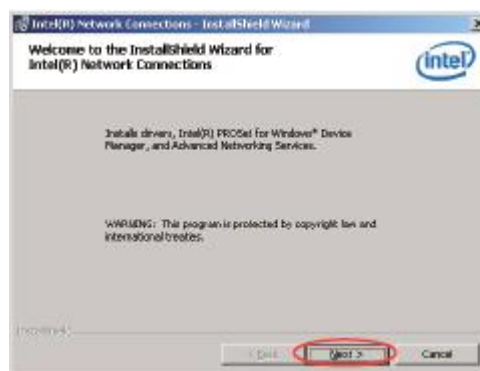 Intel(R) Network Connections - InstallShield Wizard
Welcome to the InstallShield Wizard for
Intel(R) Network Connections
intel
Installs drivers, Intel(R) PROSet for Windows* Device
Manager, and Advanced Networking Services.
WARNING: This program is protected by copyright law and
international treaties.
InstallShield
< Back
Next >
Cancel